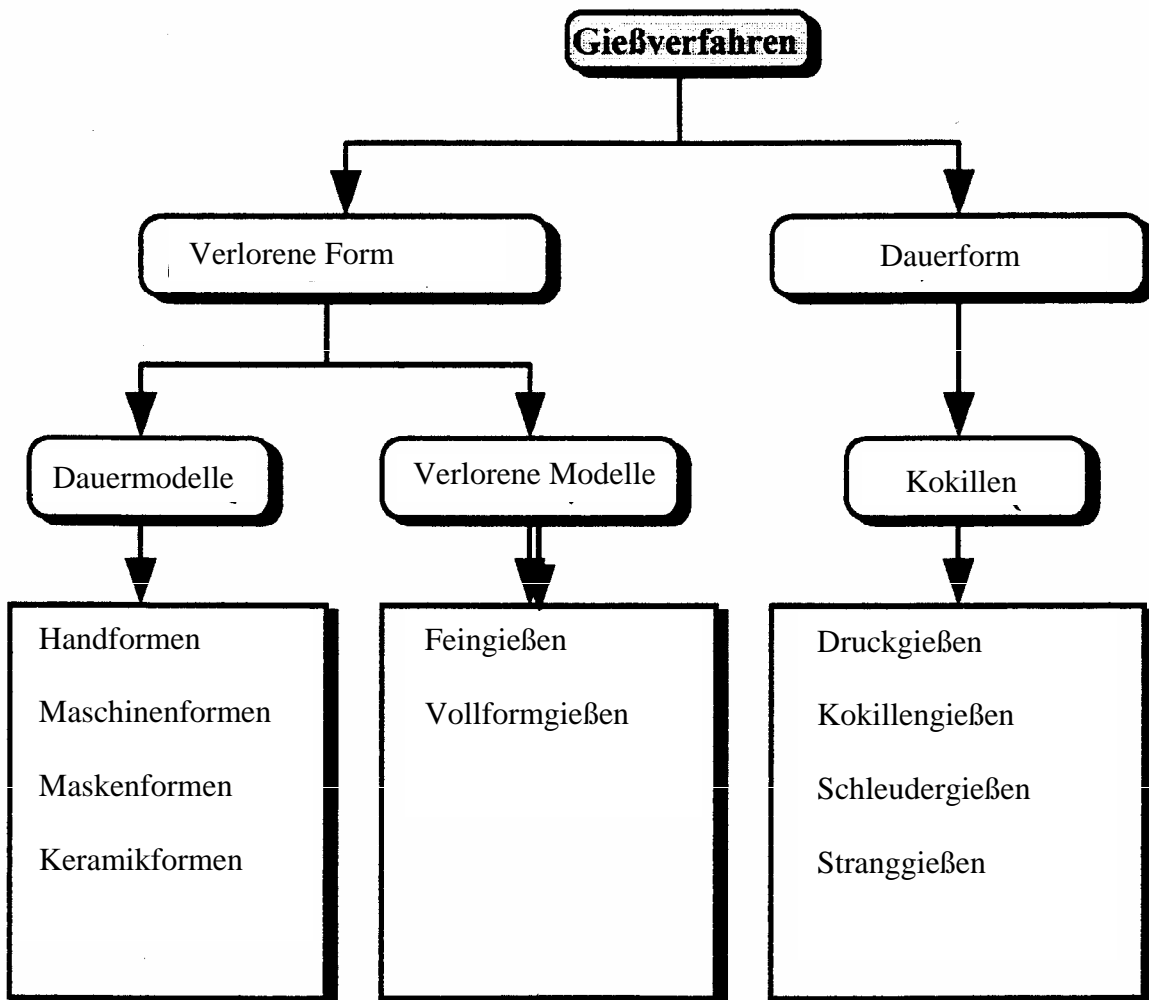 Gießverfahren
Verlorene Form
Dauerform
Dauermodelle
Verlorene Modelle
Kokillen
Handformen
Maschinenformen
Maskenformen
Keramikformen
Feingießen
Vollformgießen
Druckgießen
Kokillengießen
Schleudergießen
Stranggießen